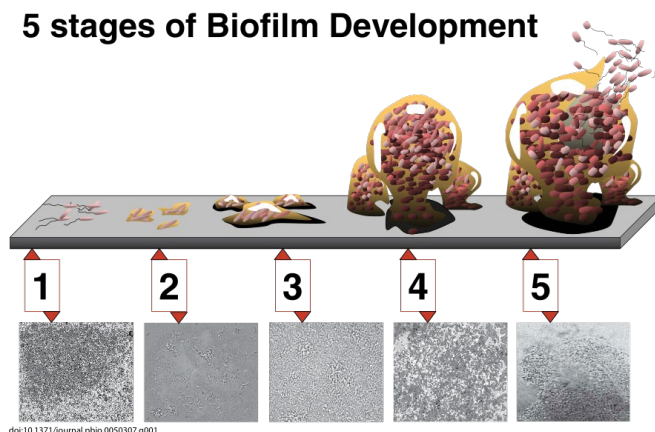 5 stages of Biofilm Development
1 2 3 4 5
doi:10.1371/journal.pbio.0050307.g001